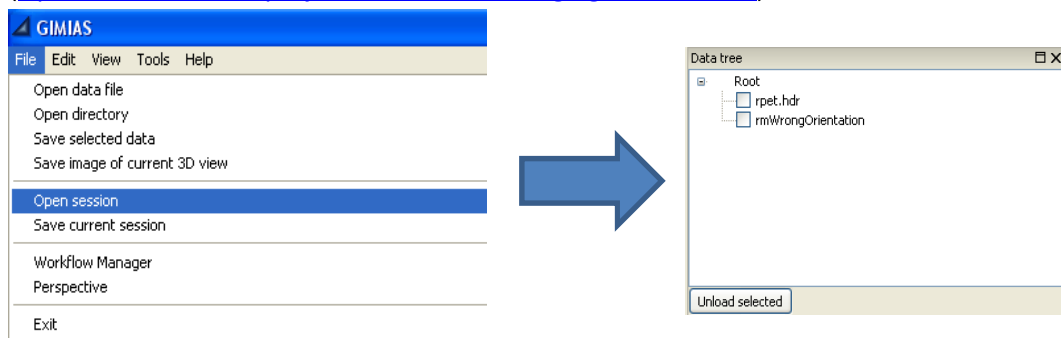 GIMIAS
File Edit View Tools Help
Open data file
Open directory
Save selected data
Save image of current 3D view
Open session
Save current session
Workflow Manager
Perspective
Exit
Data tree
Root
rpet.hdr
rmWrongOrientation
Unload selected